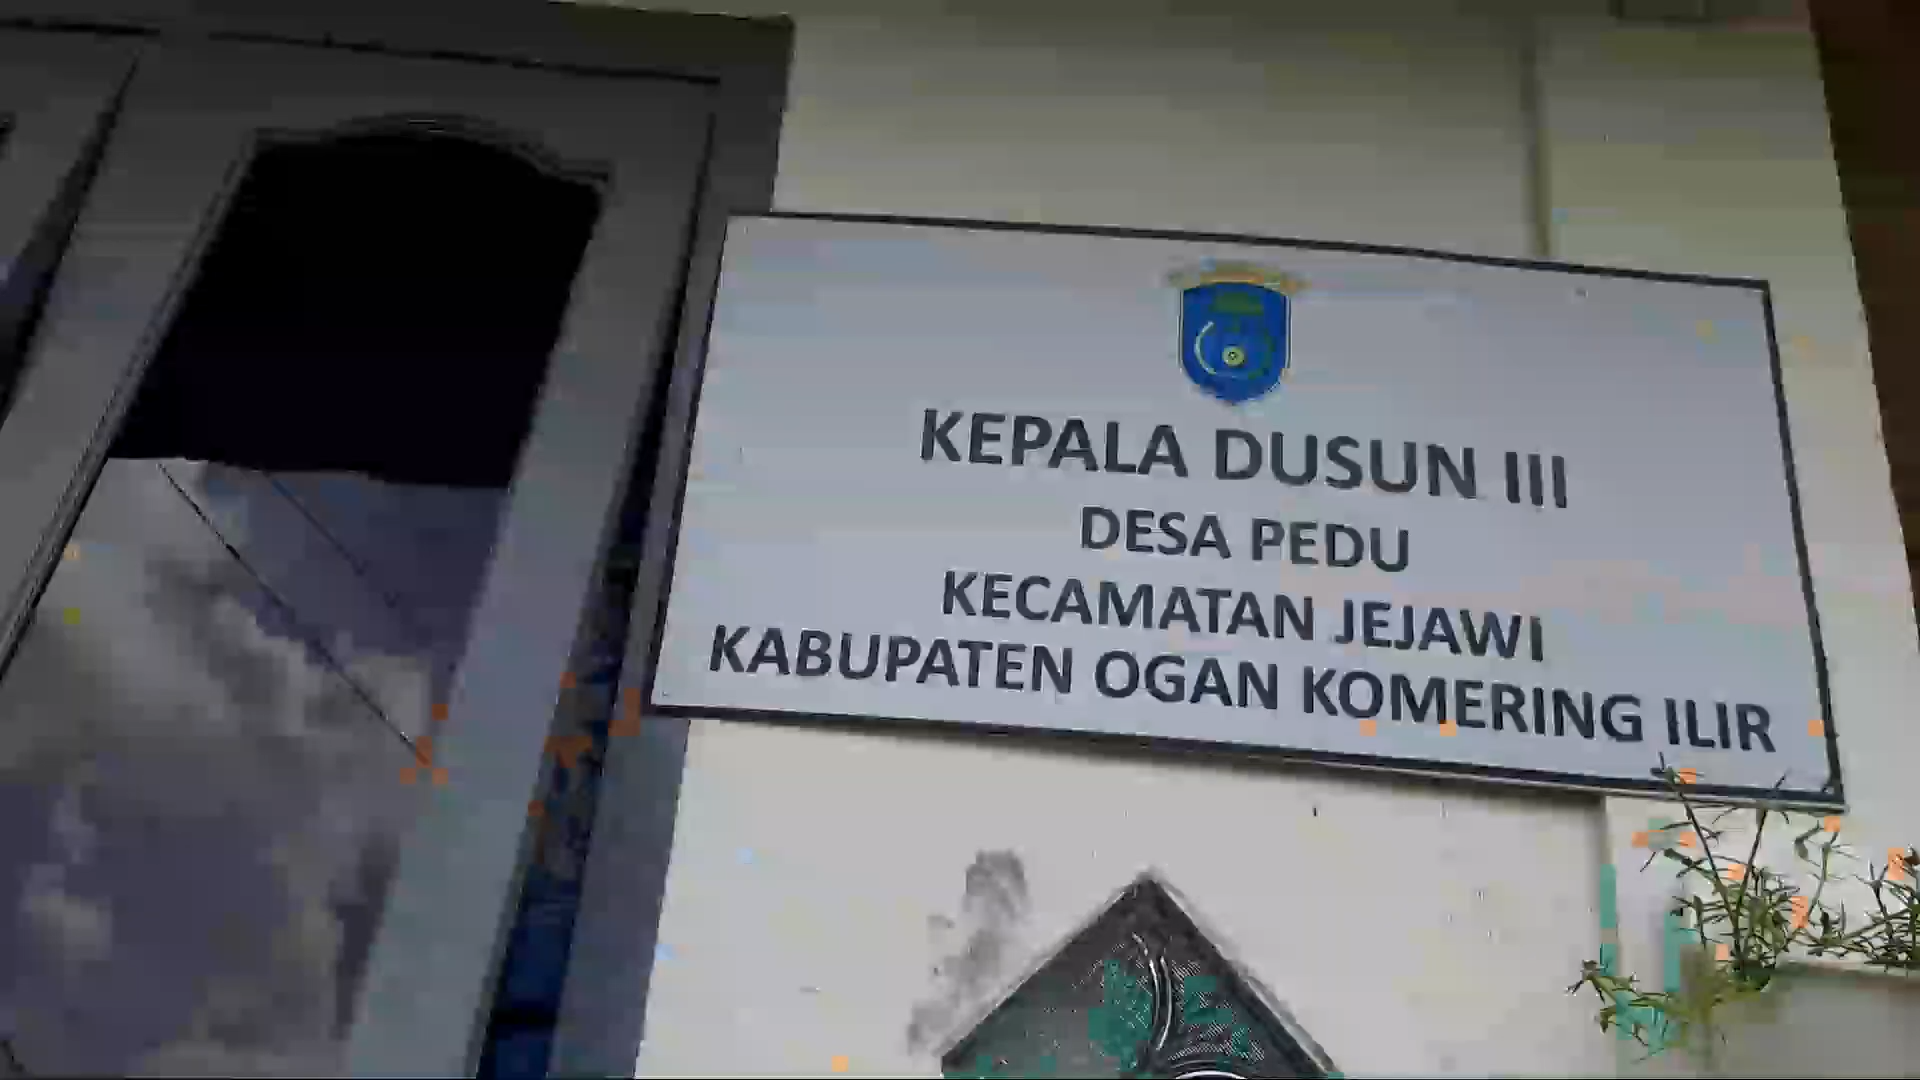 KEPALA DUSUN III
DESA PEDU
KECAMATAN JEJAWI
KABUPATEN OGAN KOMERING ILIR